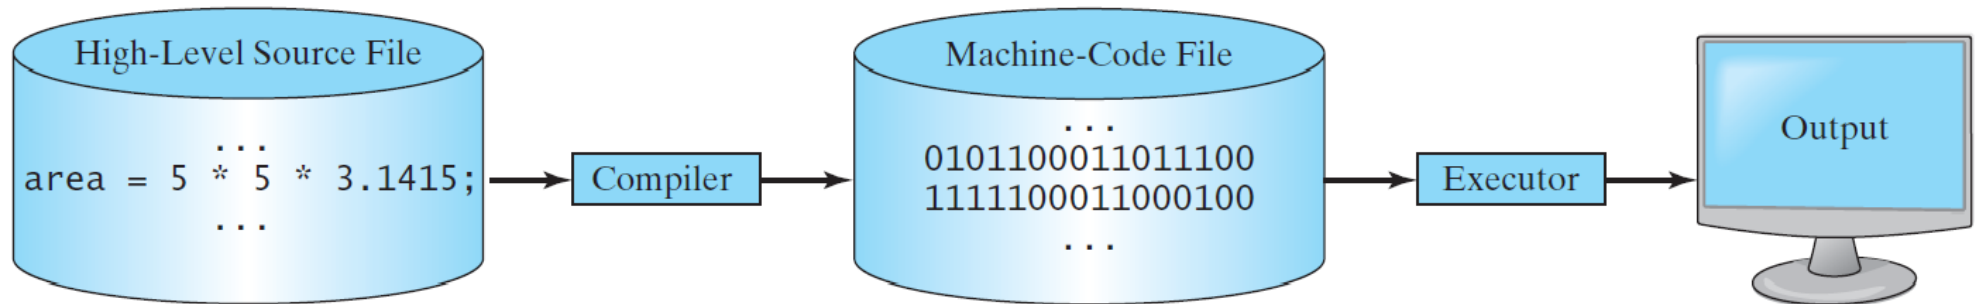 High-Level Source File
...
area = 5 * 5 * 3.1415;
...
Compiler
Machine-Code File
...
0101100011011100
1111100011000100
...
Executor
Output